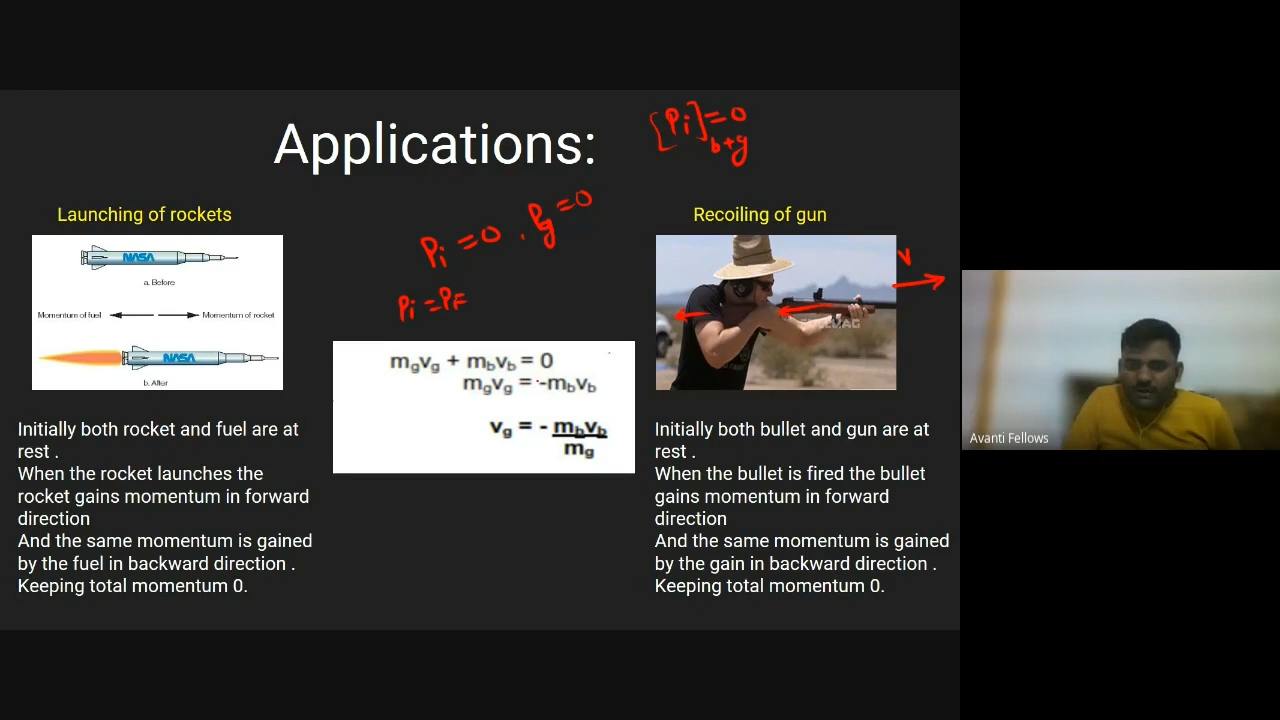 Applications:
[Pi]b+g = 0
Launching of rockets
Pi = 0 . Pg = 0
Pi = PF
Recoiling of gun
V
NASA
a. Before
Momentum of fuel
Momentum of rocket
NASA
b. After
mgvg + mbvb = 0
mgvg = -mbvb
vg = - mbvb
mg
Initially both rocket and fuel are at
rest .
When the rocket launches the
rocket gains momentum in forward
direction
And the same momentum is gained
by the fuel in backward direction .
Keeping total momentum 0.
Initially both bullet and gun are at
rest .
When the bullet is fired the bullet
gains momentum in forward
direction
And the same momentum is gained
by the gain in backward direction .
Keeping total momentum 0.
Avanti Fellows